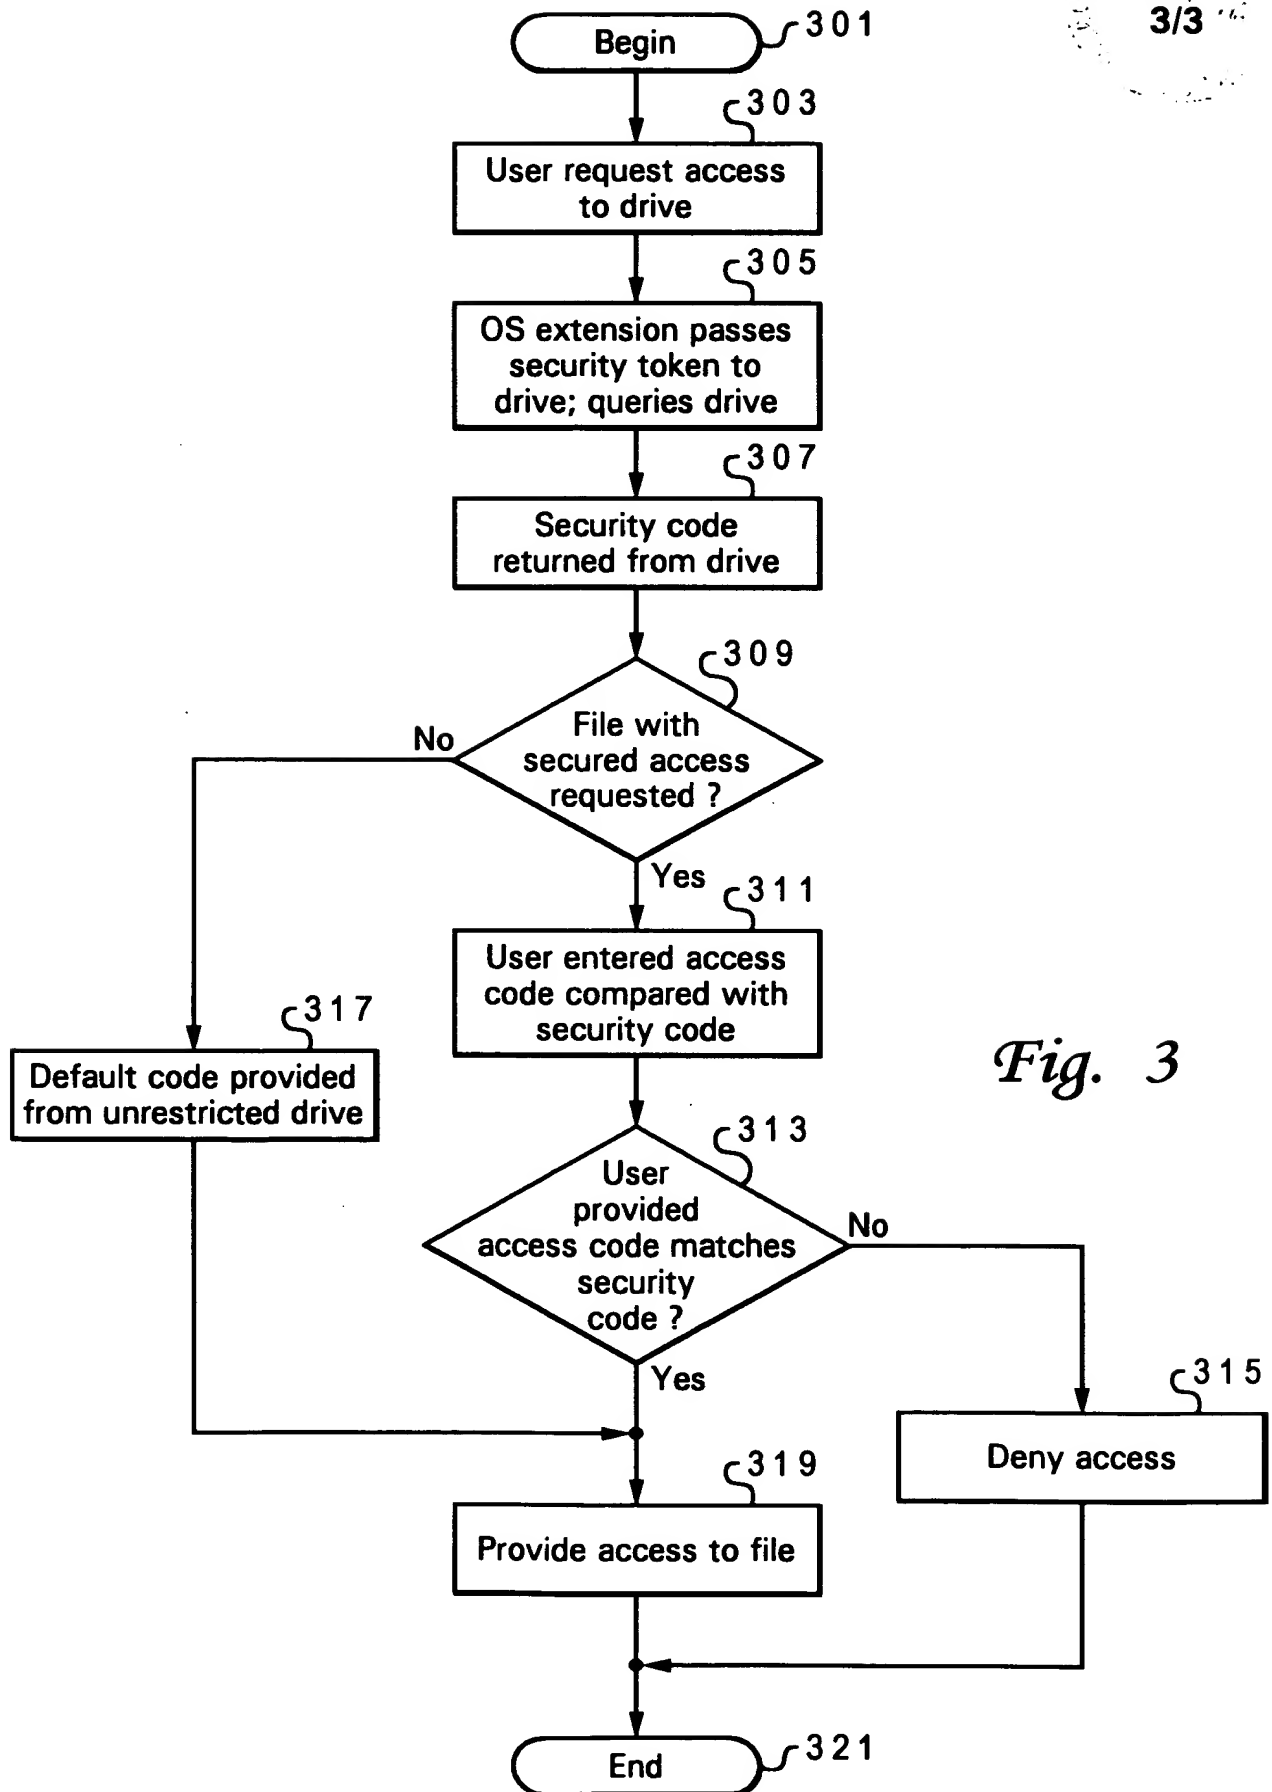 3/3
Begin
301
303
User request access
to drive
305
OS extension passes
security token to
drive; queries drive
307
Security code
returned from drive
309
File with
secured access
requested ?
No
Yes
311
User entered access
code compared with
security code
317
Default code provided
from unrestricted drive
Fig. 3
313
User
provided
access code matches
security
code ?
No
Yes
315
Deny access
319
Provide access to file
End
321